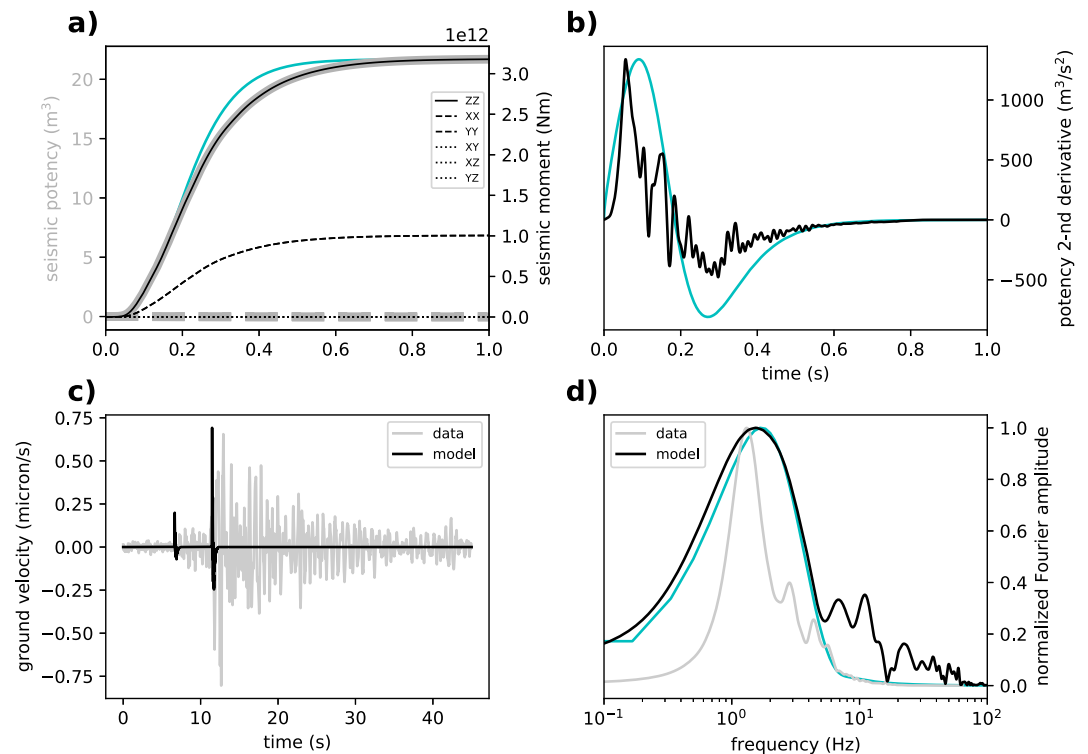 a)
1e12
20
15
10
5
0
seismic potency (m³)
3.0
2.5
2.0
1.5
1.0
0.5
0.0
seismic moment (Nm)
ZZ
XX
YY
XY
XZ
YZ
0.0 0.2 0.4 0.6 0.8 1.0
b)
1000
500
0
−500
potency 2-nd derivative (m³/s²)
0.0 0.2 0.4 0.6 0.8 1.0
time (s)
c)
0.75
0.50
0.25
0.00
−0.25
−0.50
−0.75
ground velocity (micron/s)
data
model
0 10 20 30 40
time (s)
d)
data
model
1.0
0.8
0.6
0.4
0.2
0.0
normalized Fourier amplitude
10⁻¹ 10⁰ 10¹ 10²
frequency (Hz)